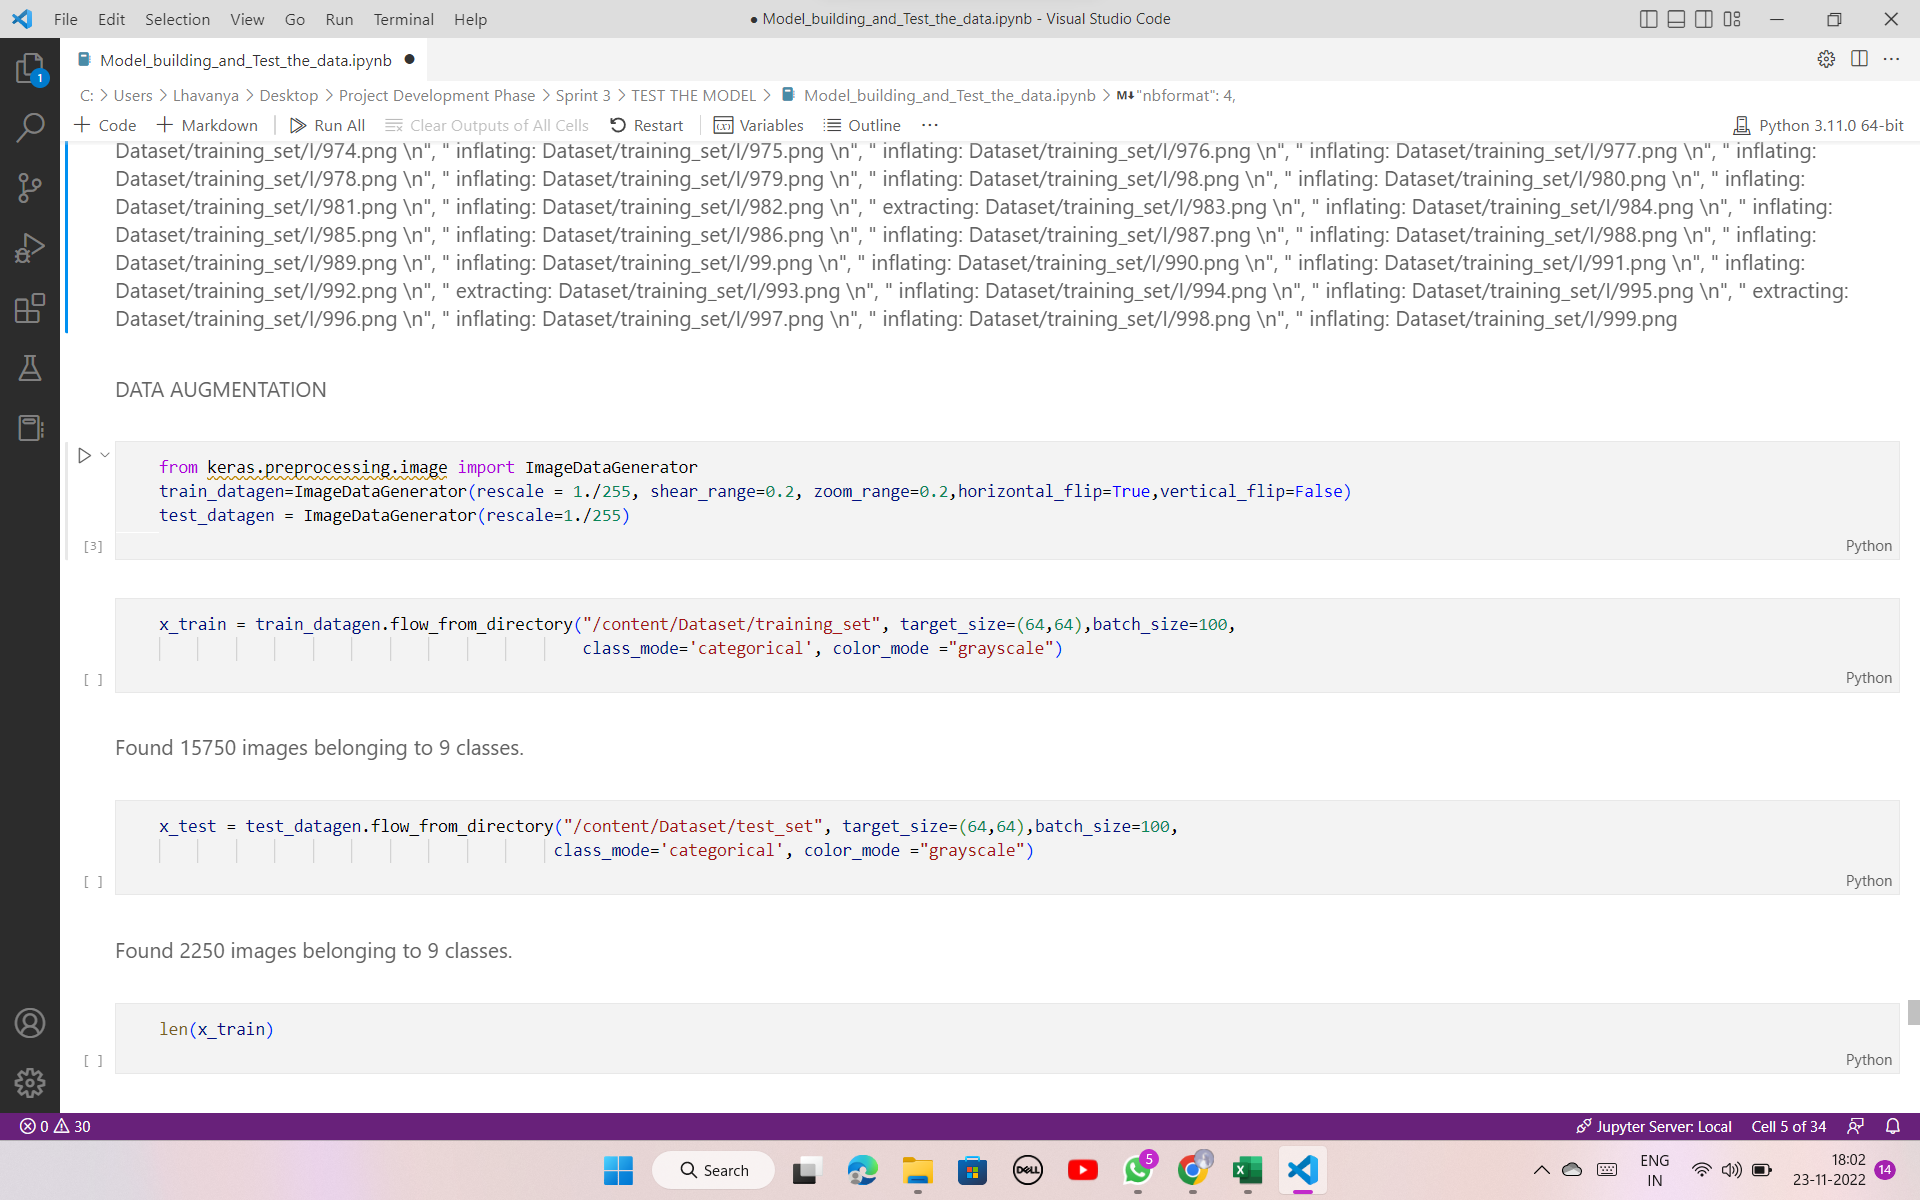 File Edit Selection View Go Run Terminal Help
● Model_building_and_Test_the_data.ipynb - Visual Studio Code
Model_building_and_Test_the_data.ipynb ●
C: > Users > Lhavanya > Desktop > Project Development Phase > Sprint 3 > TEST THE MODEL > Model_building_and_Test_the_data.ipynb > M↓"nbformat": 4,
+ Code + Markdown Run All Clear Outputs of All Cells Restart Variables Outline ··· Python 3.11.0 64-bit
Dataset/training_set/I/974.png \n", " inflating: Dataset/training_set/I/975.png \n", " inflating: Dataset/training_set/I/976.png \n", " inflating: Dataset/training_set/I/977.png \n", " inflating:
Dataset/training_set/I/978.png \n", " inflating: Dataset/training_set/I/979.png \n", " inflating: Dataset/training_set/I/98.png \n", " inflating: Dataset/training_set/I/980.png \n", " inflating:
Dataset/training_set/I/981.png \n", " inflating: Dataset/training_set/I/982.png \n", " extracting: Dataset/training_set/I/983.png \n", " inflating: Dataset/training_set/I/984.png \n", " inflating:
Dataset/training_set/I/985.png \n", " inflating: Dataset/training_set/I/986.png \n", " inflating: Dataset/training_set/I/987.png \n", " inflating: Dataset/training_set/I/988.png \n", " inflating:
Dataset/training_set/I/989.png \n", " inflating: Dataset/training_set/I/99.png \n", " inflating: Dataset/training_set/I/990.png \n", " inflating: Dataset/training_set/I/991.png \n", " inflating:
Dataset/training_set/I/992.png \n", " extracting: Dataset/training_set/I/993.png \n", " inflating: Dataset/training_set/I/994.png \n", " inflating: Dataset/training_set/I/995.png \n", " extracting:
Dataset/training_set/I/996.png \n", " inflating: Dataset/training_set/I/997.png \n", " inflating: Dataset/training_set/I/998.png \n", " inflating: Dataset/training_set/I/999.png
DATA AUGMENTATION
from keras.preprocessing.image import ImageDataGenerator
train_datagen=ImageDataGenerator(rescale = 1./255, shear_range=0.2, zoom_range=0.2,horizontal_flip=True,vertical_flip=False)
test_datagen = ImageDataGenerator(rescale=1./255)
[3] Python
x_train = train_datagen.flow_from_directory("/content/Dataset/training_set", target_size=(64,64),batch_size=100,
class_mode='categorical', color_mode ="grayscale")
[ ] Python
Found 15750 images belonging to 9 classes.
x_test = test_datagen.flow_from_directory("/content/Dataset/test_set", target_size=(64,64),batch_size=100,
class_mode='categorical', color_mode ="grayscale")
[ ] Python
Found 2250 images belonging to 9 classes.
len(x_train)
[ ] Python
0 30 Jupyter Server: Local Cell 5 of 34
Search DELL 5 ENG IN 18:02 23-11-2022 14
1